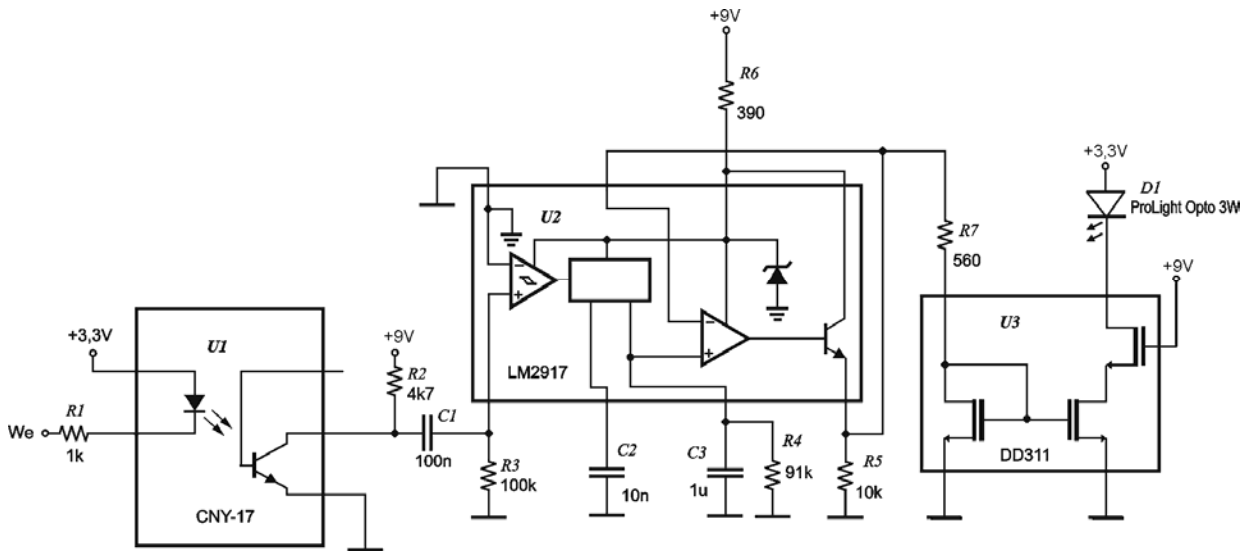 +9V
R6
390
+3,3V
D1
ProLight Opto 3W
U2
R7
560
+9V
U3
+3,3V
U1
+9V
R2
4k7
LM2917
R1
We
1k
C1
100n
R3
100k
C2
10n
C3
1u
R4
91k
R5
10k
DD311
CNY-17
-
+
-
+